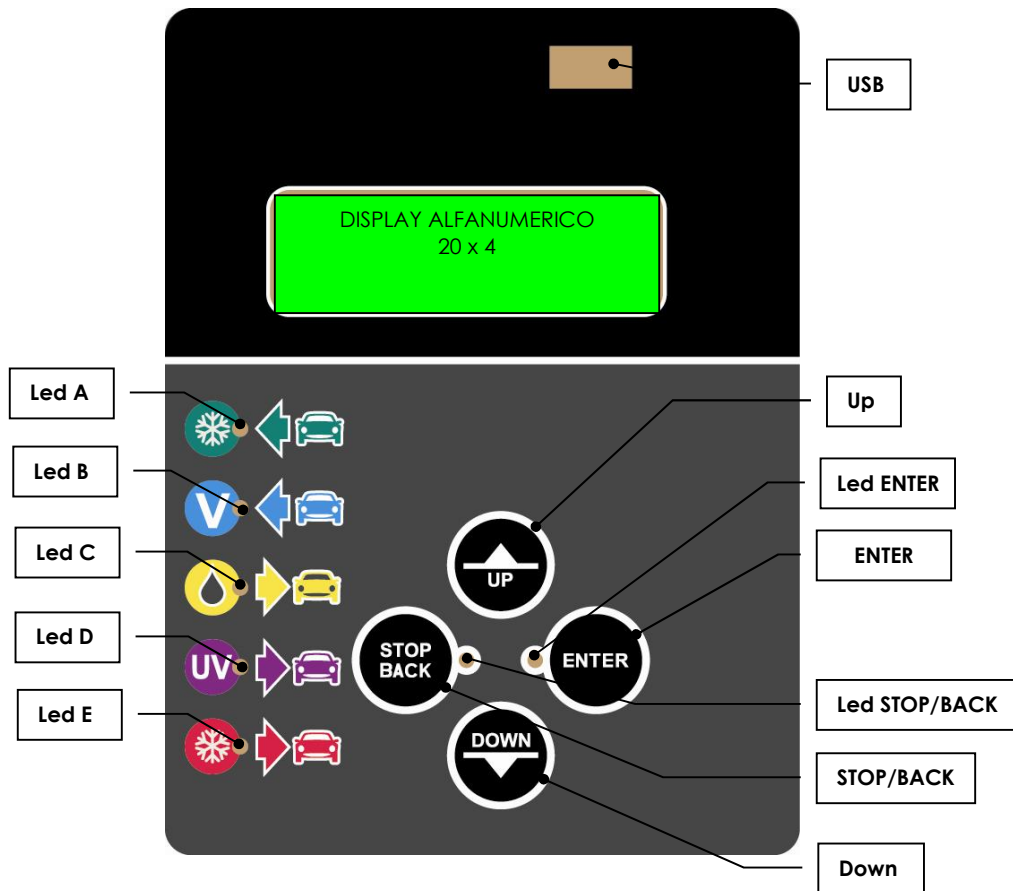 USB
DISPLAY ALFANUMERICO
20 x 4
Led A
Up
Led B
V
Led ENTER
Led C
UP
ENTER
Led D
UV
STOP
BACK
ENTER
Led E
DOWN
Led STOP/BACK
STOP/BACK
Down